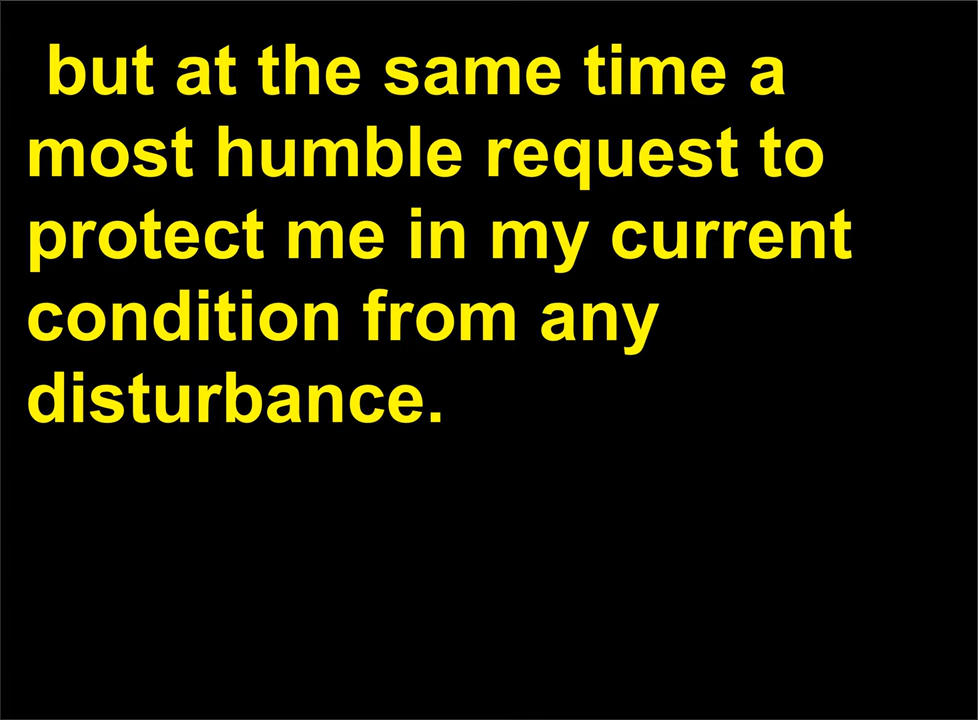 but at the same time a
most humble request to
protect me in my current
condition from any
disturbance.